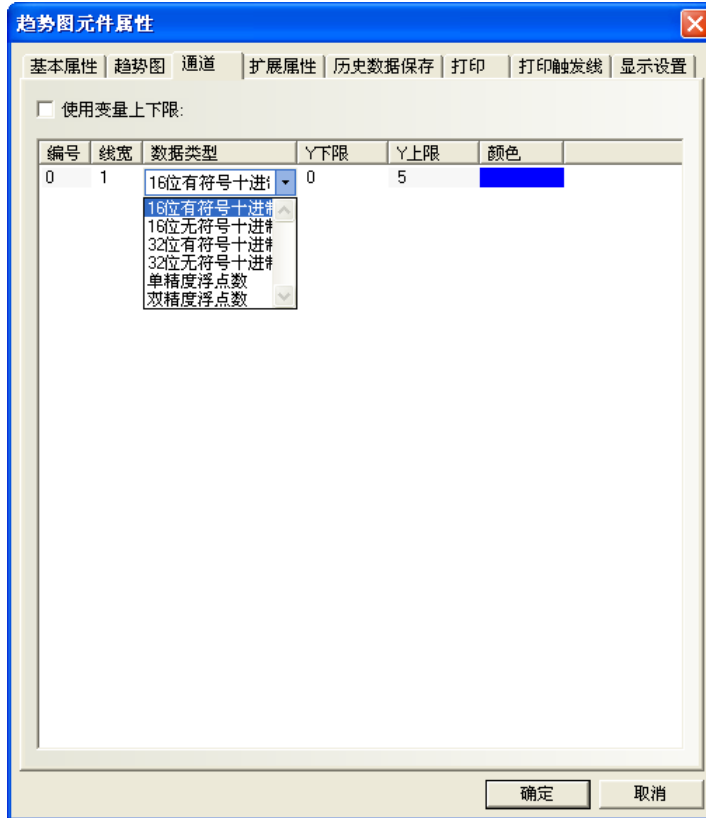 趋势图元件属性
基本属性 趋势图 通道 扩展属性 历史数据保存 打印 打印触发线 显示设置
使用变量上下限:
编号 线宽 数据类型 Y下限 Y上限 颜色
0 1 16位有符号十进 0 5
16位有符号十进制
16位无符号十进制
32位有符号十进制
32位无符号十进制
单精度浮点数
双精度浮点数
确定 取消